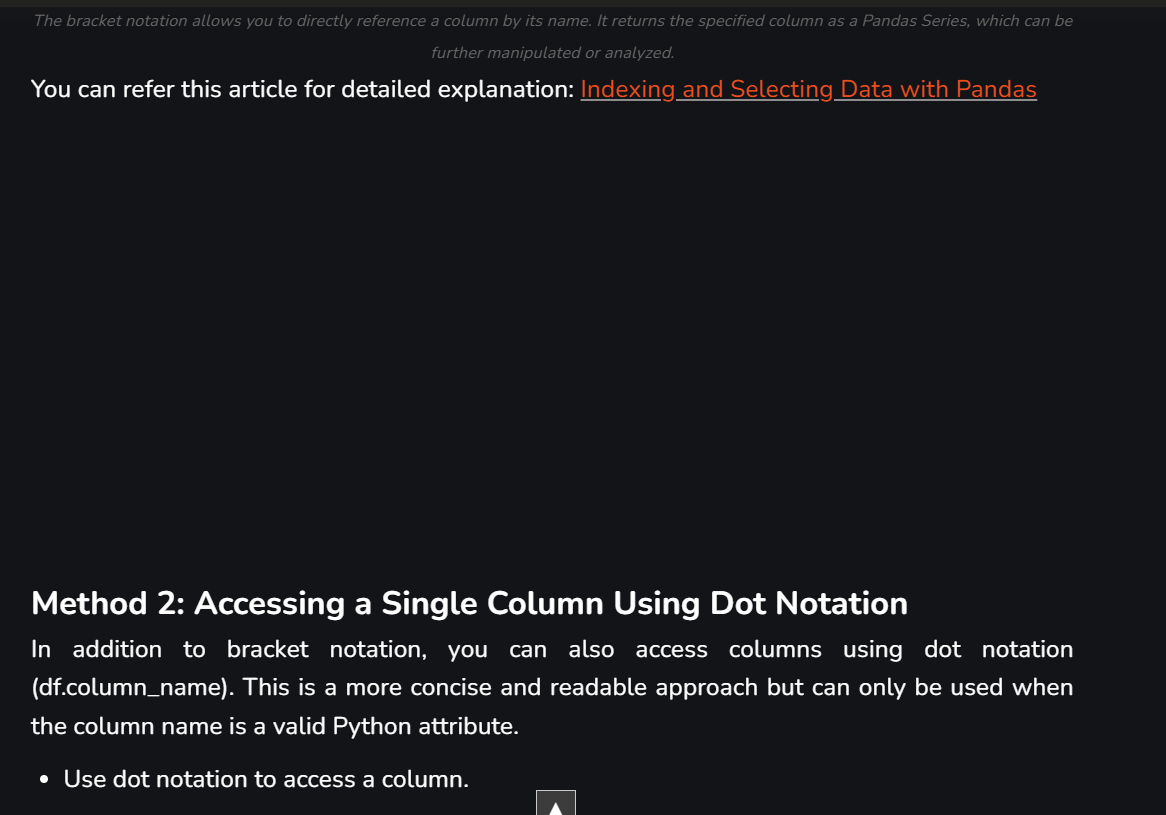 The bracket notation allows you to directly reference a column by its name. It returns the specified column as a Pandas Series, which can be
further manipulated or analyzed.
You can refer this article for detailed explanation: Indexing and Selecting Data with Pandas
Method 2: Accessing a Single Column Using Dot Notation
In addition to bracket notation, you can also access columns using dot notation
(df.column_name). This is a more concise and readable approach but can only be used when
the column name is a valid Python attribute.
• Use dot notation to access a column.